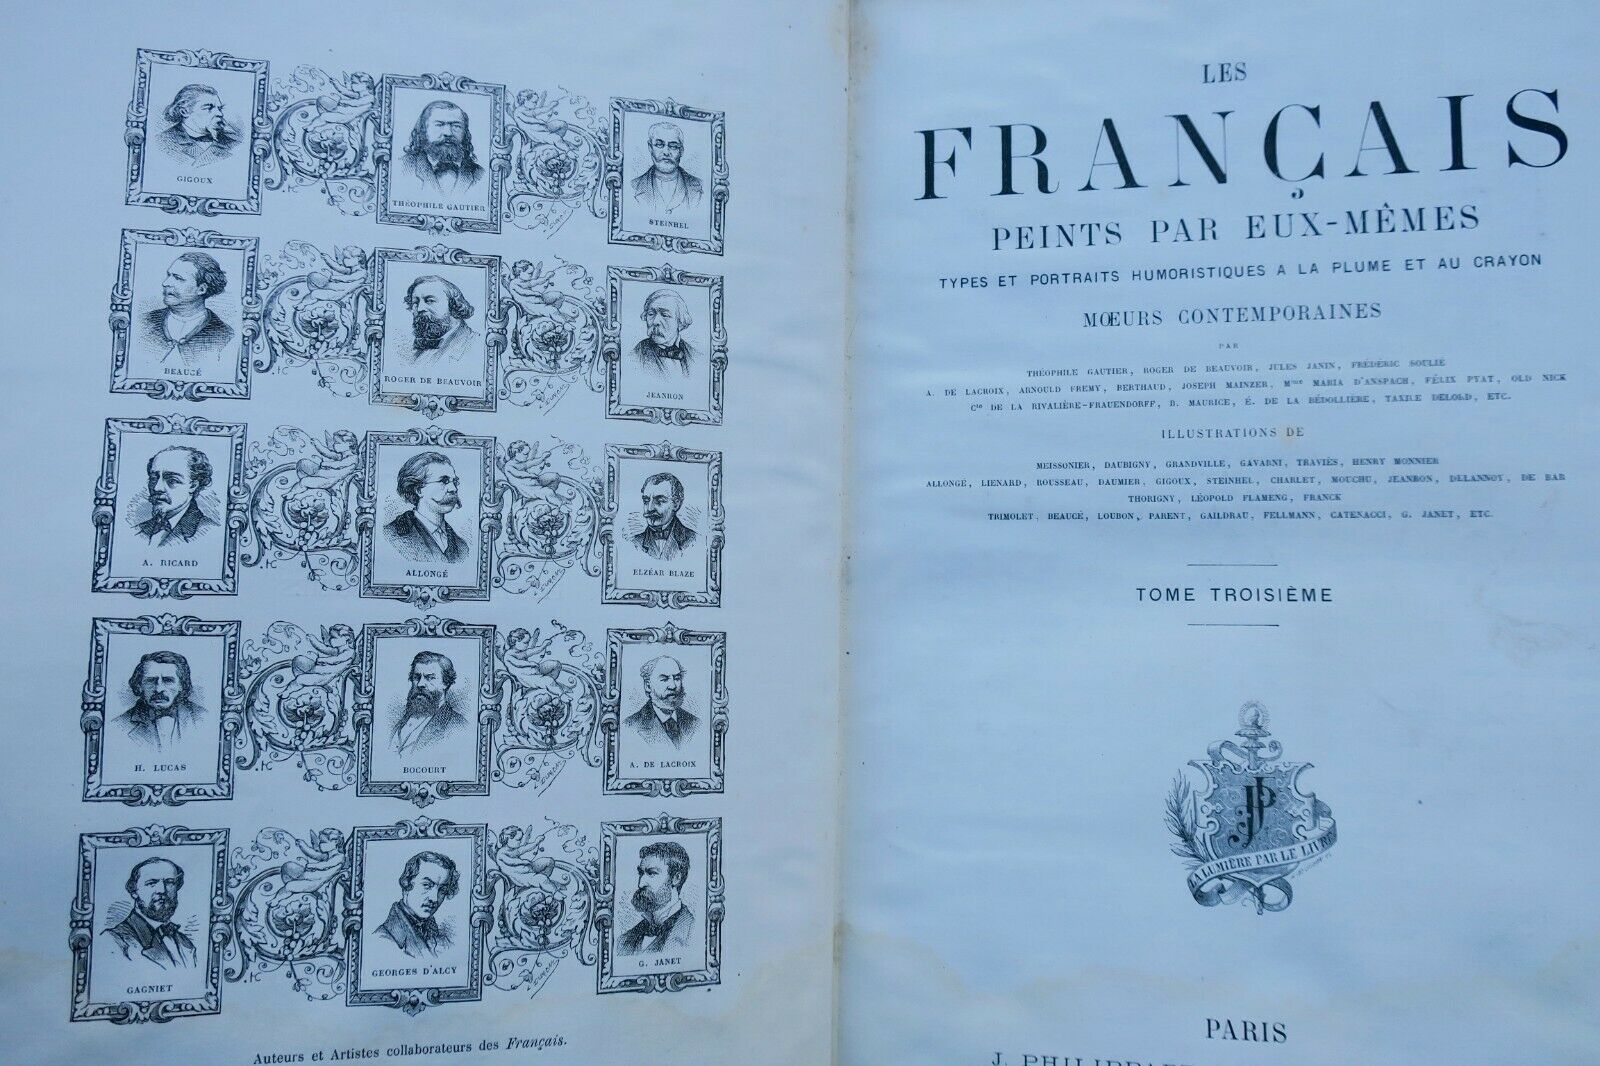 GIGOUX
THÉOPHILE GAUTIER
STEINHEL
BEAUCÉ
ROGER DE BEAUVOIR
JEANRON
A. RICARD
ALLONGÉ
ELZÉAR BLAZE
H. LUCAS
BOCOURT
A. DE LACROIX
GAGNIET
GEORGES D'ALCY
G. JANET
Auteurs et Artistes collaborateurs des Français.
LES
FRANÇAIS
PEINTS PAR EUX-MÊMES
TYPES ET PORTRAITS HUMORISTIQUES A LA PLUME ET AU CRAYON
MŒURS CONTEMPORAINES
PAR
THÉOPHILE GAUTIER, ROGER DE BEAUVOIR, JULES JANIN, FRÉDÉRIC SOULIÉ
A. DE LACROIX, ARNOULD FREMY, BERTHAUD, JOSEPH MAINZER, Mme MARIA D'ANSPACH, FÉLIX PYAT, OLD NICK
Cte DE LA RIVALIÈRE-FRAUENDORFF, B. MAURICE, É. DE LA BÉDOLLIÈRE, TAXILE DELORD, ETC.
ILLUSTRATIONS DE
MEISSONIER, DAUBIGNY, GRANDVILLE, GAVARNI, TRAVIÈS, HENRY MONNIER
ALLONGÉ, LIENARD, ROUSSEAU, DAUMIER, GIGOUX, STEINHEL, CHARLET, MOUCHU, JEANRON, DELANNOY, DE BAR
THORIGNY, LÉOPOLD FLAMENG, FRANCK
TRIMOLET, BEAUCÉ, LOUBON, PARENT, GAILDRAU, FELLMANN, CATENACCI, G. JANET, ETC.
TOME TROISIÈME
JP
LA LUMIÈRE PAR LE LIVRE
PARIS